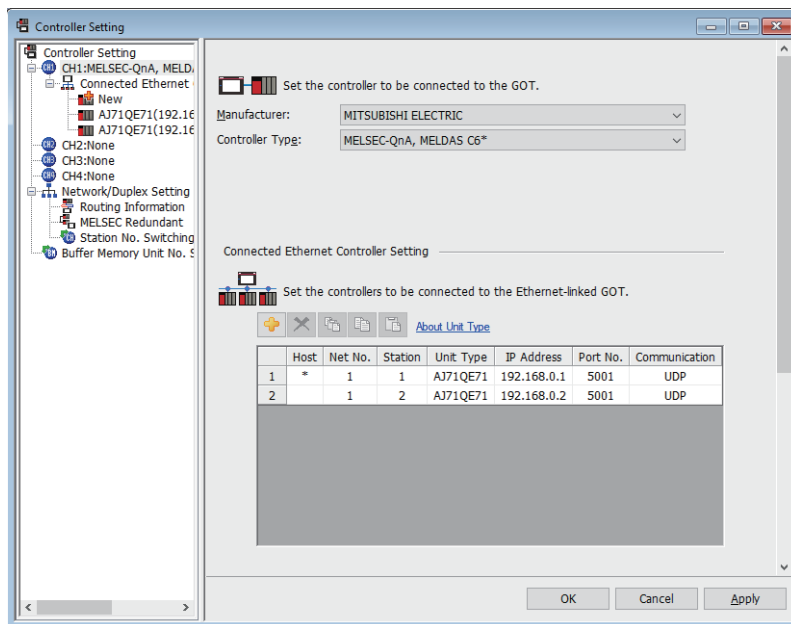 Controller Setting
Controller Setting
CH1:MELSEC-QnA, MELDA
Connected Ethernet
New
AJ71QE71(192.16
AJ71QE71(192.16
CH2:None
CH3:None
CH4:None
Network/Duplex Setting
Routing Information
MELSEC Redundant
Station No. Switching
Buffer Memory Unit No. S
Set the controller to be connected to the GOT.
Manufacturer: MITSUBISHI ELECTRIC
Controller Type: MELSEC-QnA, MELDAS C6*
Connected Ethernet Controller Setting
Set the controllers to be connected to the Ethernet-linked GOT.
About Unit Type
Host Net No. Station Unit Type IP Address Port No. Communication
1 * 1 1 AJ71QE71 192.168.0.1 5001 UDP
2 1 2 AJ71QE71 192.168.0.2 5001 UDP
OK Cancel Apply